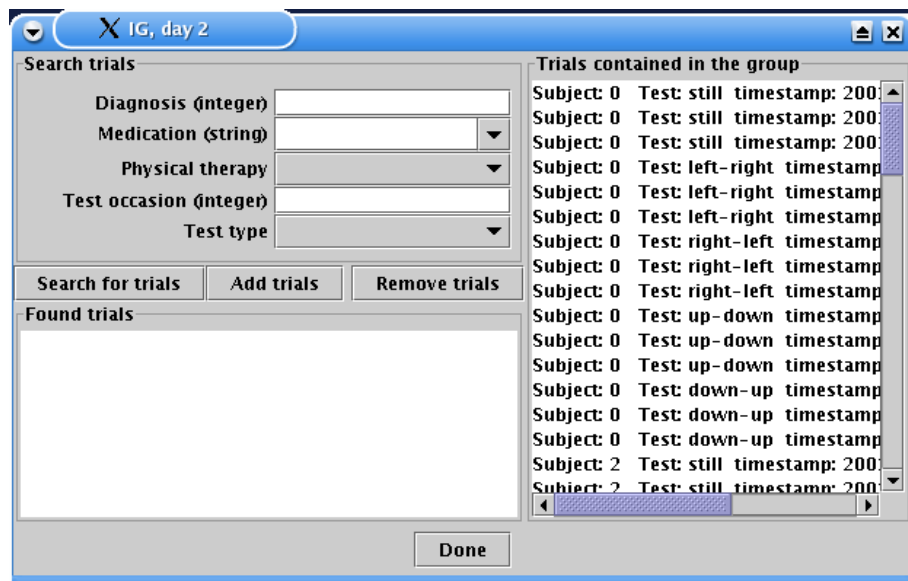 IG, day 2
Search trials
Diagnosis (integer)
Medication (string)
Physical therapy
Test occasion (integer)
Test type
Search for trials
Add trials
Remove trials
Found trials
Trials contained in the group
Subject: 0 Test: still timestamp: 200
Subject: 0 Test: still timestamp: 200
Subject: 0 Test: still timestamp: 200
Subject: 0 Test: left-right timestamp
Subject: 0 Test: left-right timestamp
Subject: 0 Test: left-right timestamp
Subject: 0 Test: right-left timestamp
Subject: 0 Test: right-left timestamp
Subject: 0 Test: right-left timestamp
Subject: 0 Test: up-down timestamp
Subject: 0 Test: up-down timestamp
Subject: 0 Test: up-down timestamp
Subject: 0 Test: down-up timestamp
Subject: 0 Test: down-up timestamp
Subject: 0 Test: down-up timestamp
Subject: 2 Test: still timestamp: 200
Subject: 2 Test: still timestamp: 200
Done